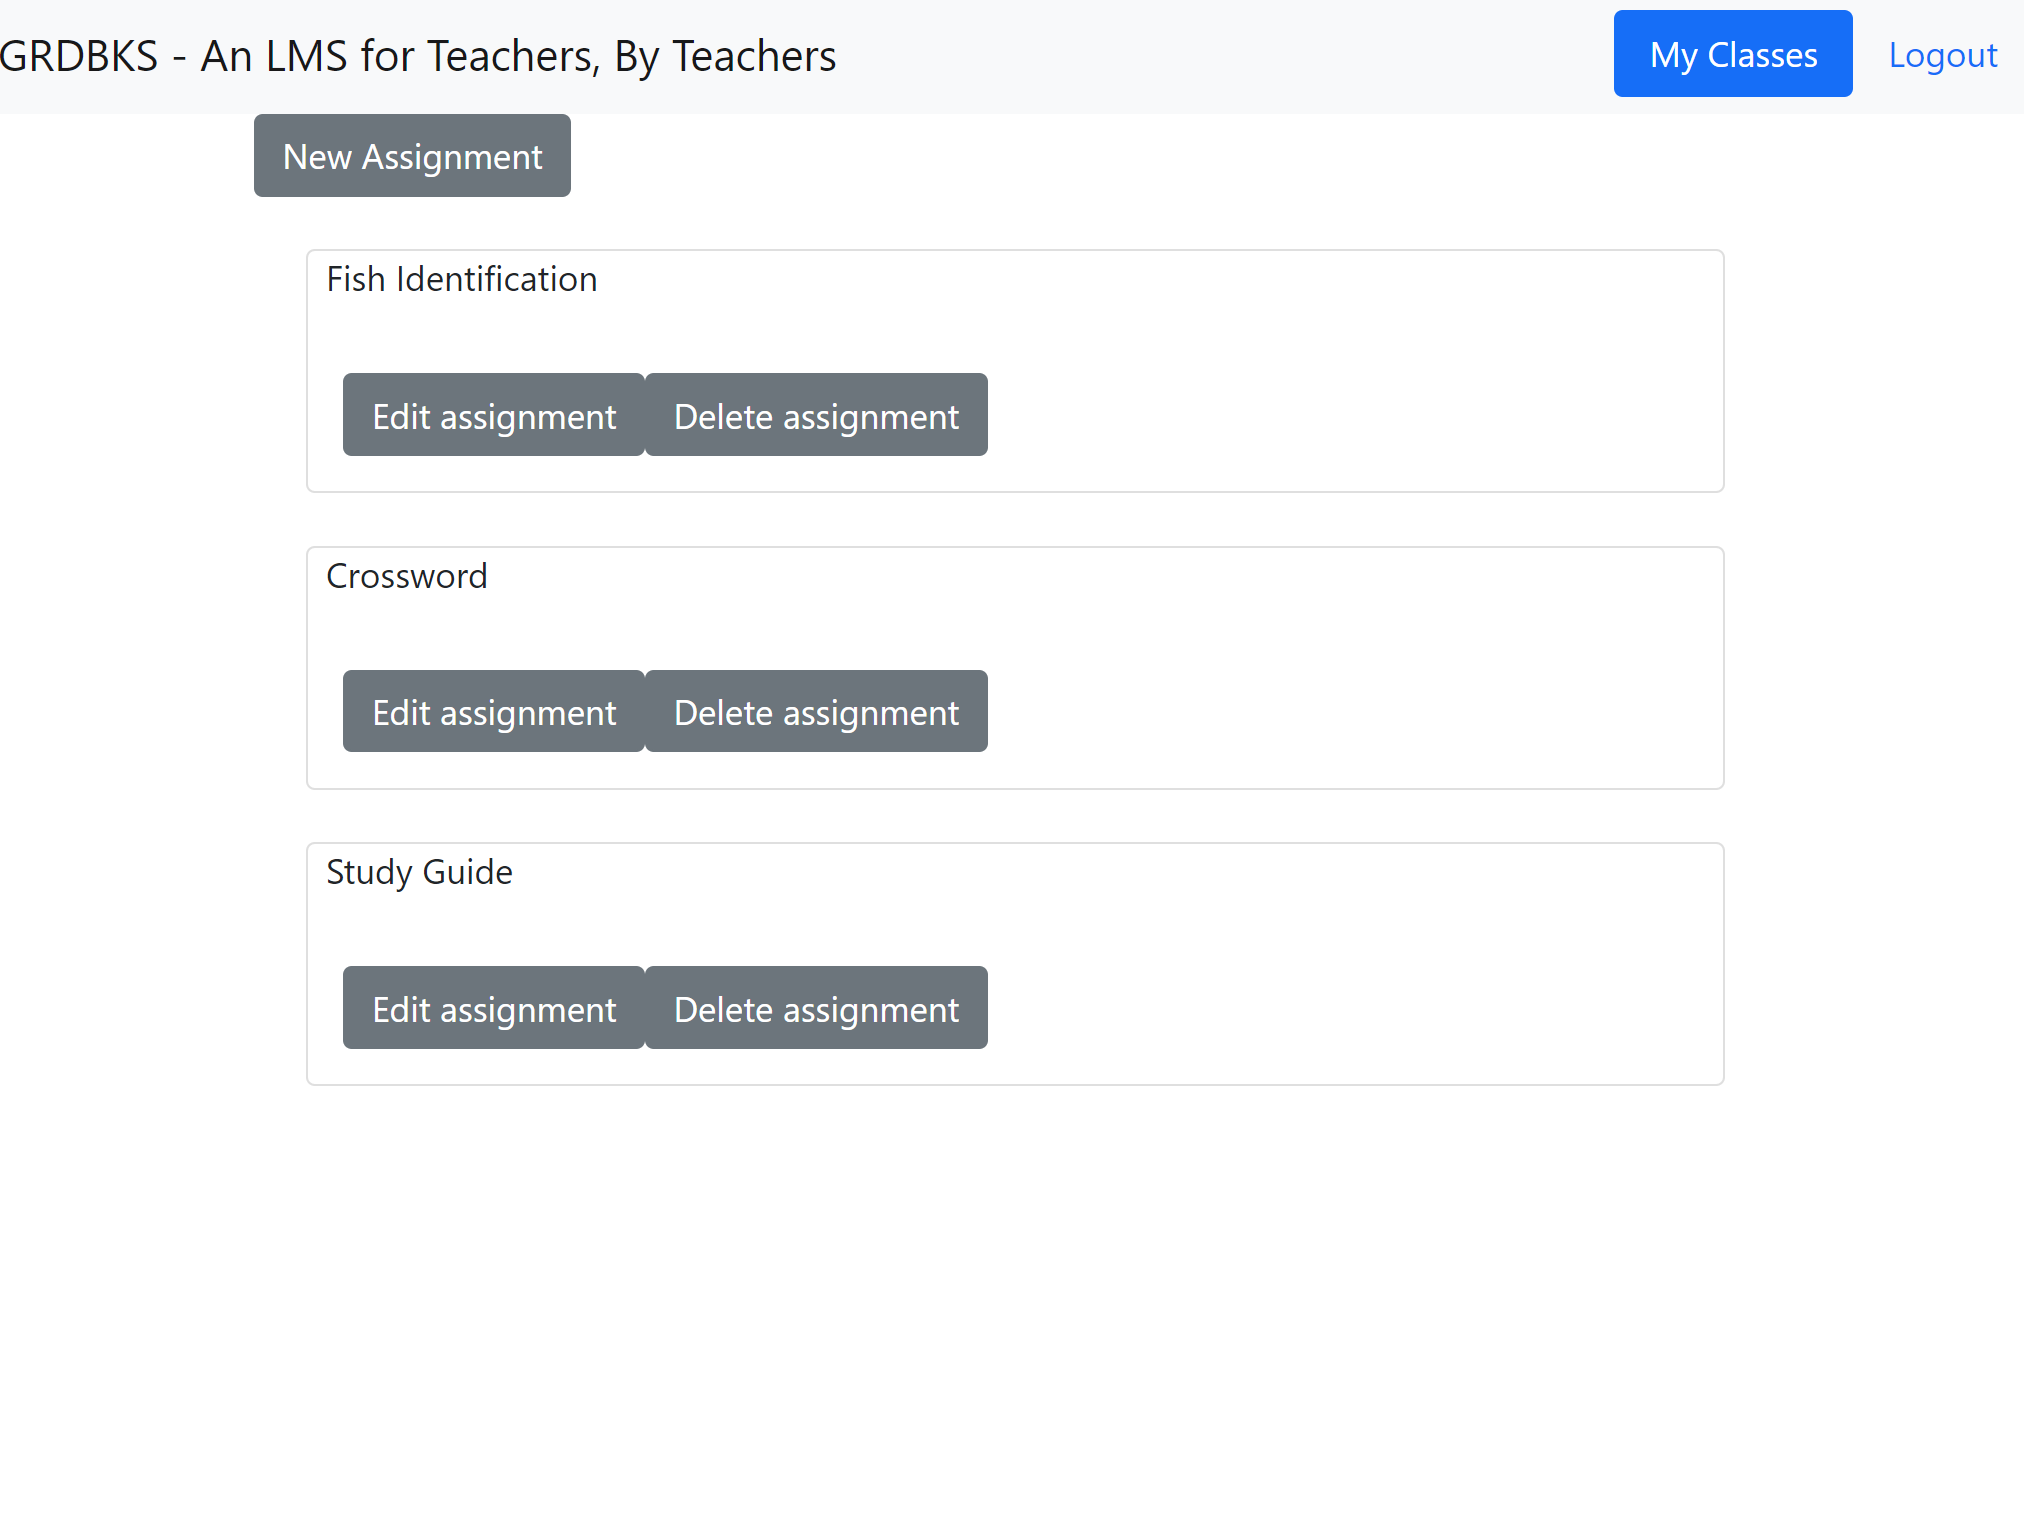 GRDBKS - An LMS for Teachers, By Teachers My Classes Logout
New Assignment
Fish Identification
Edit assignment Delete assignment
Crossword
Edit assignment Delete assignment
Study Guide
Edit assignment Delete assignment